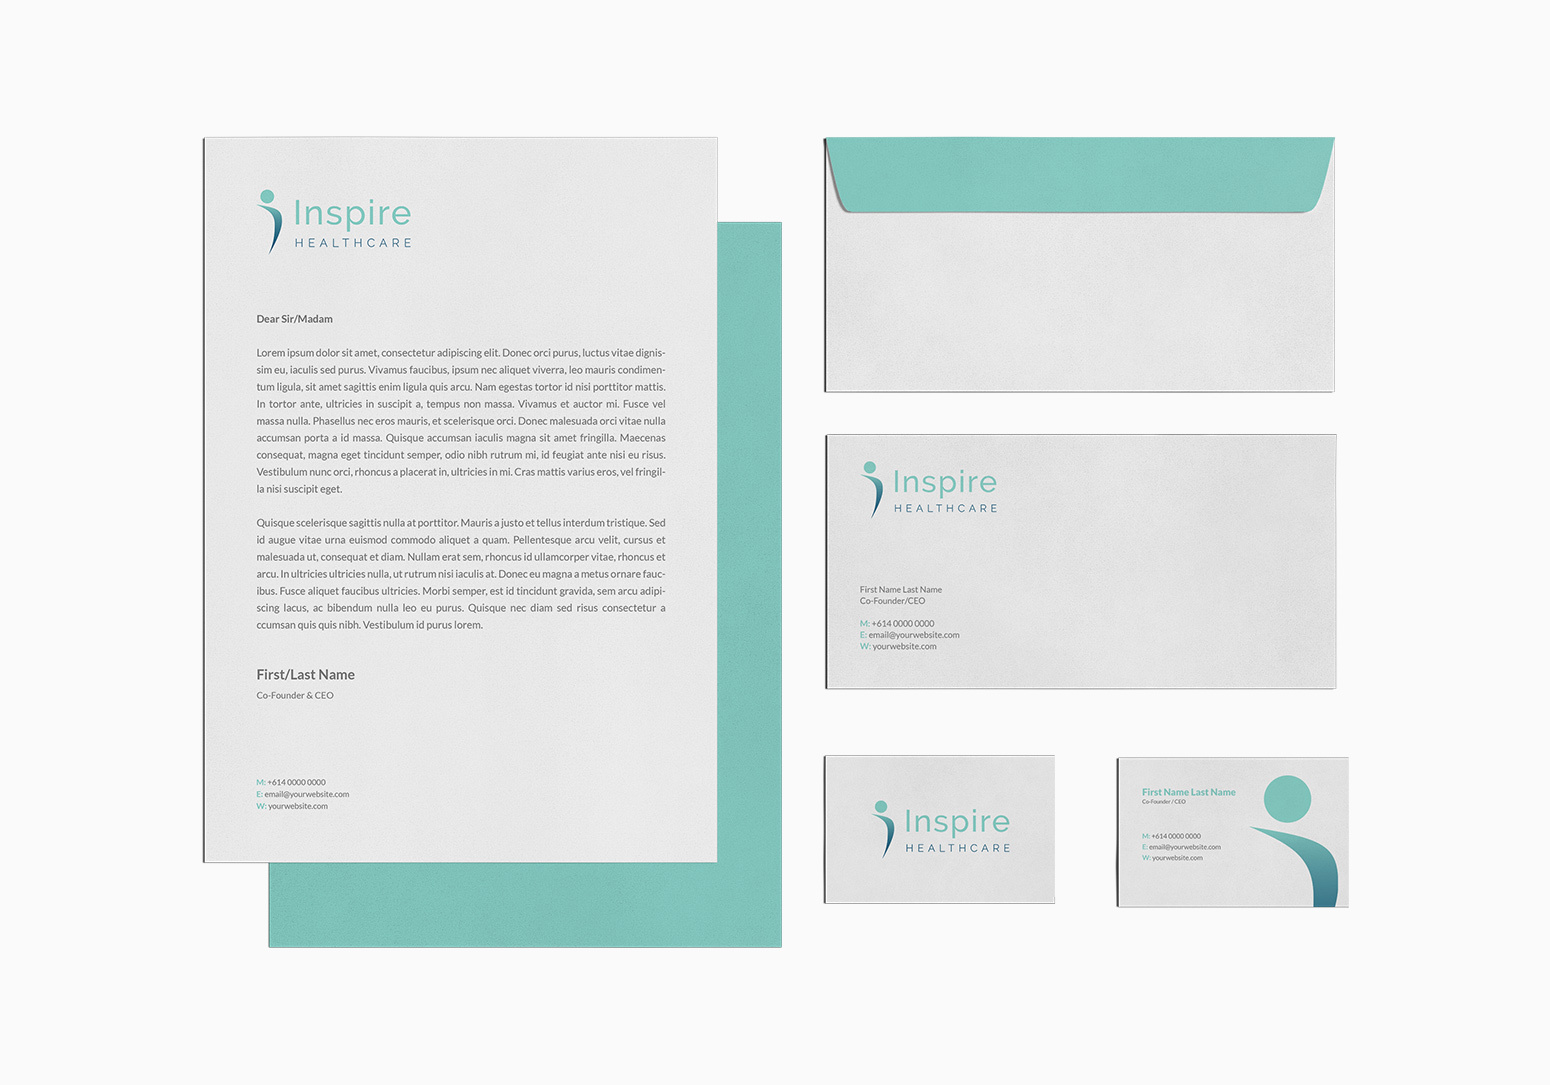 Inspire
HEALTHCARE
Dear Sir/Madam
Lorem ipsum dolor sit amet, consectetur adipiscing elit. Donec orci purus, luctus vitae dignis-
sim eu, iaculis sed purus. Vivamus faucibus, ipsum nec aliquet viverra, leo mauris condimen-
tum ligula, sit amet sagittis enim ligula quis arcu. Nam egestas tortor id nisi porttitor mattis.
In tortor ante, ultricies in suscipit a, tempus non massa. Vivamus et auctor mi. Fusce vel
massa nulla. Phasellus nec eros mauris, et scelerisque orci. Donec malesuada orci vitae nulla
accumsan porta a id massa. Quisque accumsan iaculis magna sit amet fringilla. Maecenas
consequat, magna eget tincidunt semper, odio nibh rutrum mi, id feugiat ante nisi eu risus.
Vestibulum nunc orci, rhoncus a placerat in, ultricies in mi. Cras mattis varius eros, vel fringil-
la nisi suscipit eget.
Quisque scelerisque sagittis nulla at porttitor. Mauris a justo et tellus interdum tristique. Sed
id augue vitae urna euismod commodo aliquet a quam. Pellentesque arcu velit, cursus et
malesuada ut, consequat et diam. Nullam erat sem, rhoncus id ullamcorper vitae, rhoncus et
arcu. In ultricies ultricies nulla, ut rutrum nisi iaculis at. Donec eu magna a metus ornare fauc-
ibus. Fusce aliquet faucibus ultricies. Morbi semper, est id tincidunt gravida, sem arcu adipi-
scing lacus, ac bibendum nulla leo eu purus. Quisque nec diam sed risus consectetur a
ccumsan quis quis nibh. Vestibulum id purus lorem.
First/Last Name
Co-Founder & CEO
M: +614 0000 0000
E: email@yourwebsite.com
W: yourwebsite.com
Inspire
HEALTHCARE
First Name Last Name
Co-Founder/CEO
M: +614 0000 0000
E: email@yourwebsite.com
W: yourwebsite.com
Inspire
HEALTHCARE
First Name Last Name
Co-Founder / CEO
M: +614 0000 0000
E: email@yourwebsite.com
W: yourwebsite.com